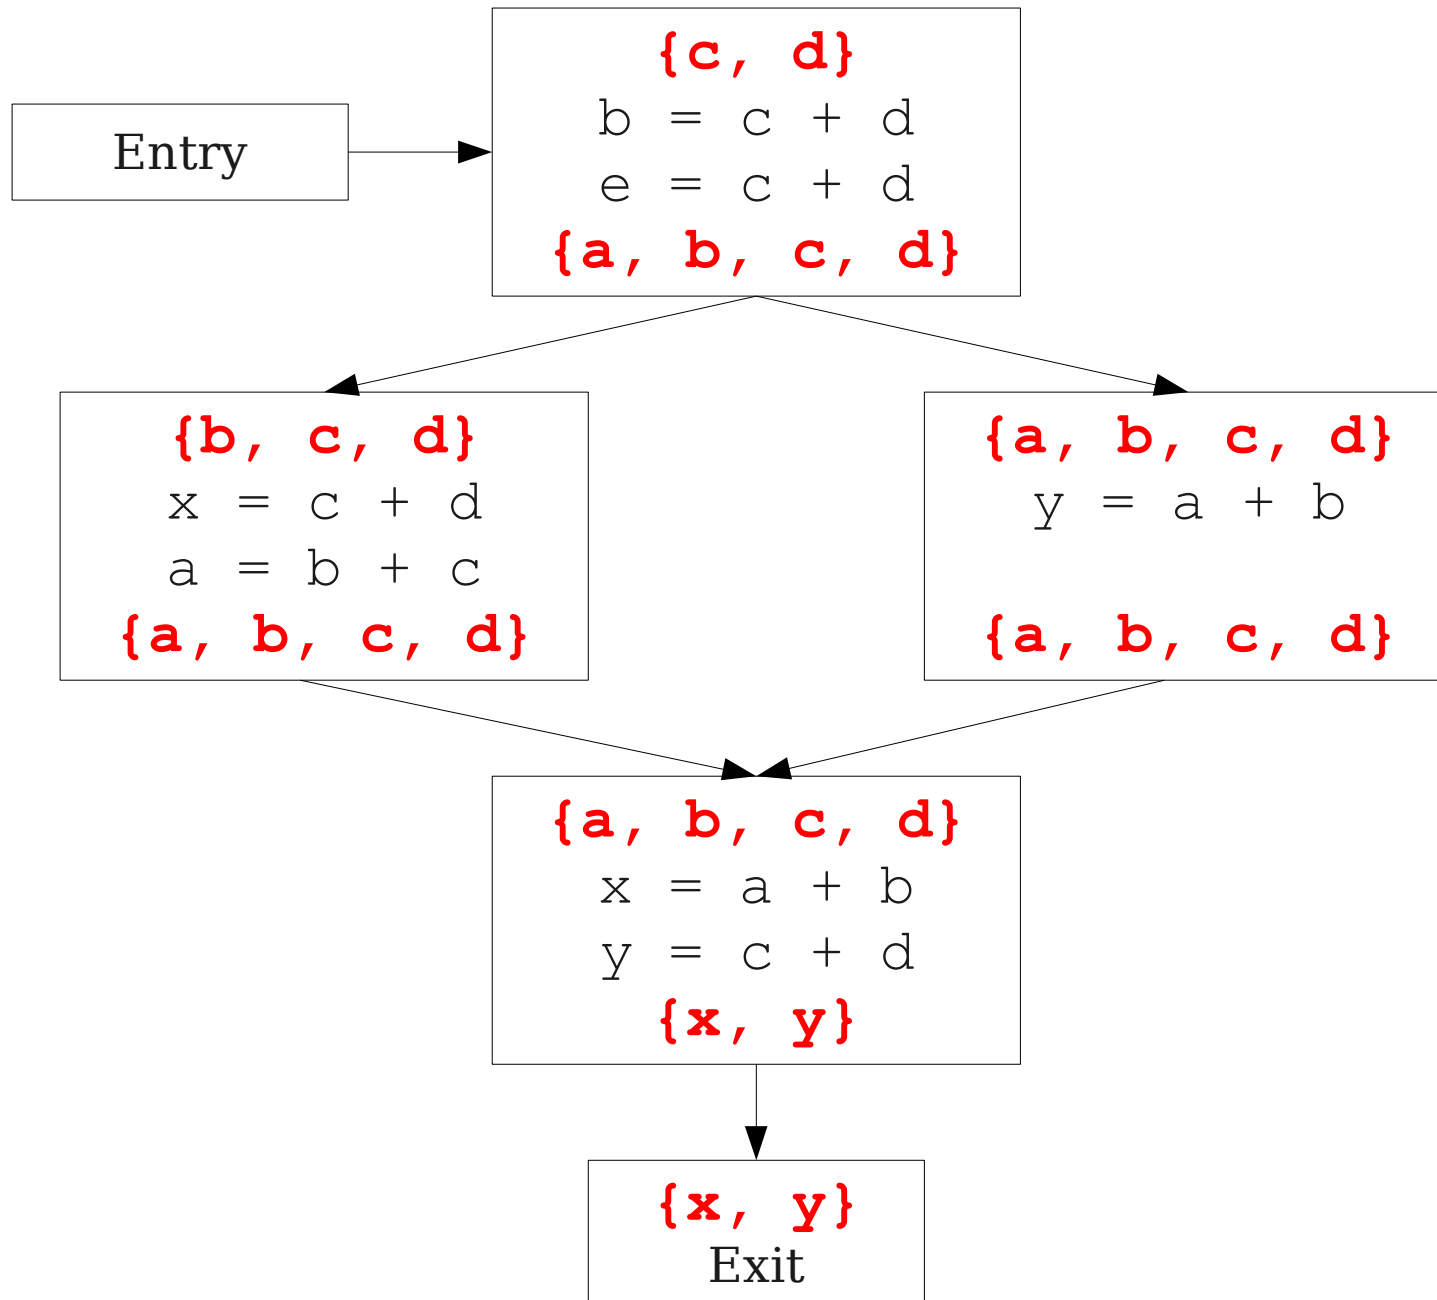 {c, d}
b = c + d
e = c + d
{a, b, c, d}
Entry
{b, c, d}
x = c + d
a = b + c
{a, b, c, d}
{a, b, c, d}
y = a + b
{a, b, c, d}
{a, b, c, d}
x = a + b
y = c + d
{x, y}
{x, y}
Exit